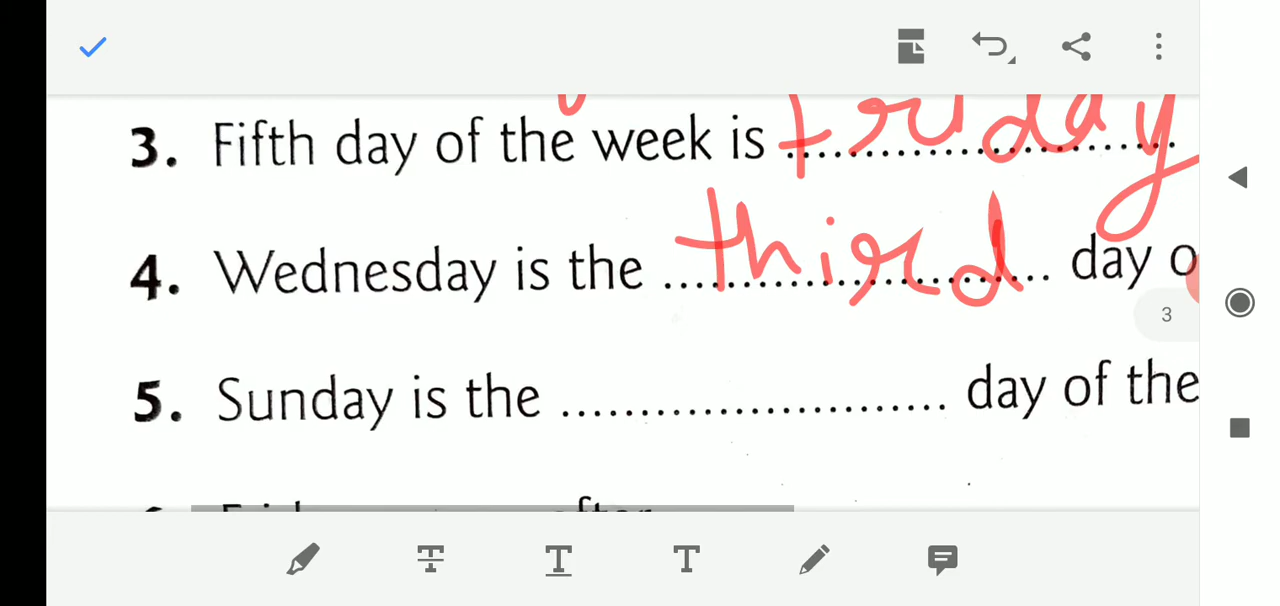 3. Fifth day of the week is friday
4. Wednesday is the third day o
3
5. Sunday is the ........................ day of the